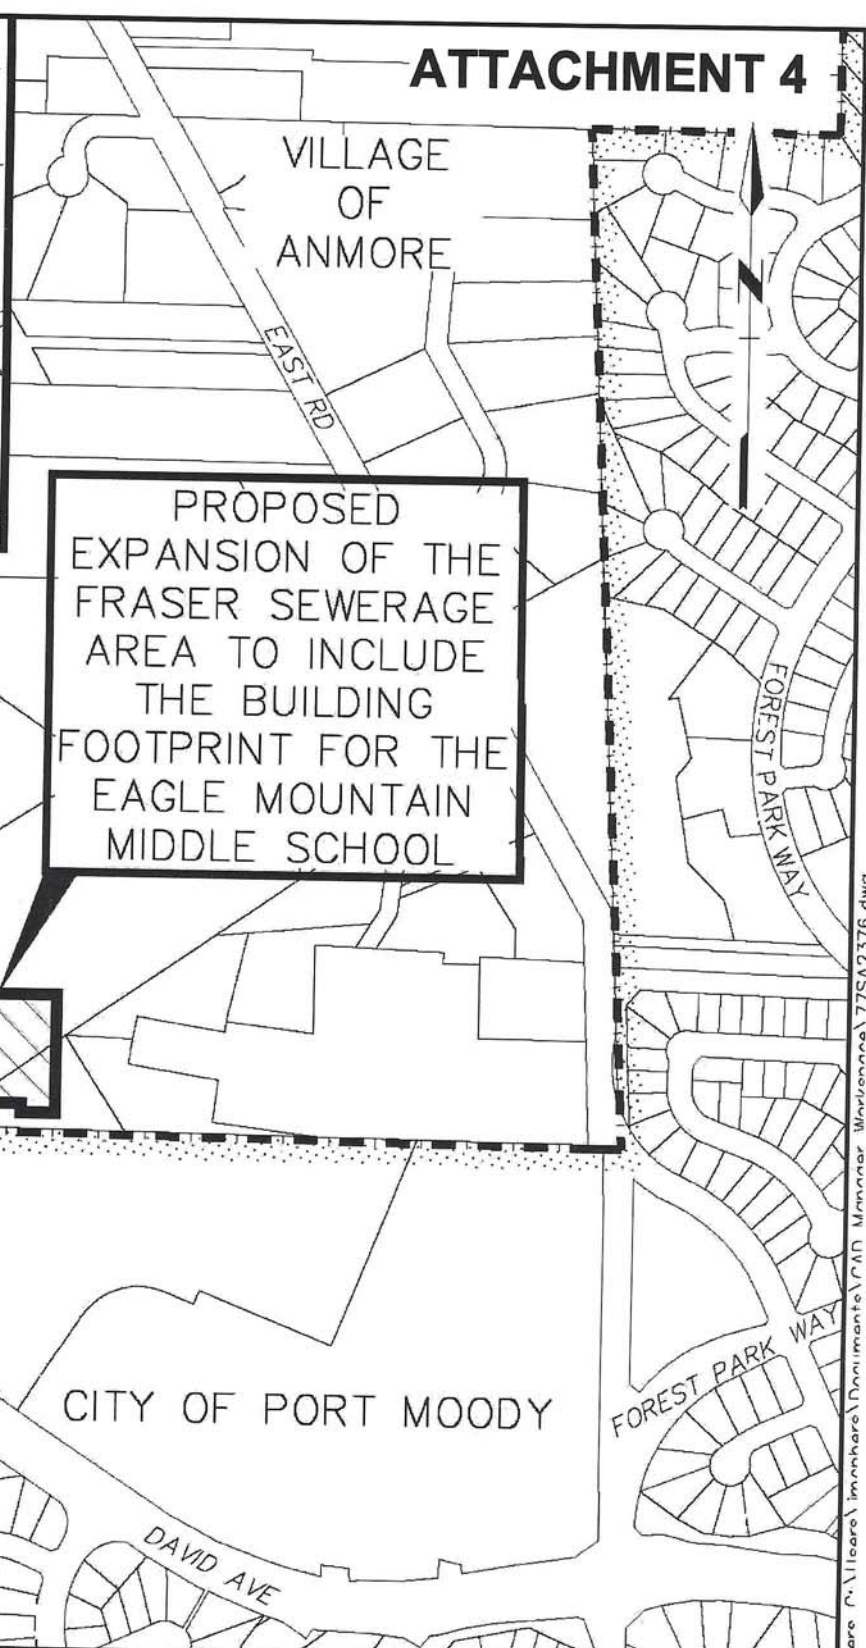 ATTACHMENT 4
VILLAGE
OF
ANMORE
N
EAST RD
PROPOSED
EXPANSION OF THE
FRASER SEWERAGE
AREA TO INCLUDE
THE BUILDING
FOOTPRINT FOR THE
EAGLE MOUNTAIN
MIDDLE SCHOOL
FOREST PARK WAY
FOREST PARK WAY
CITY OF PORT MOODY
DAVID AVE